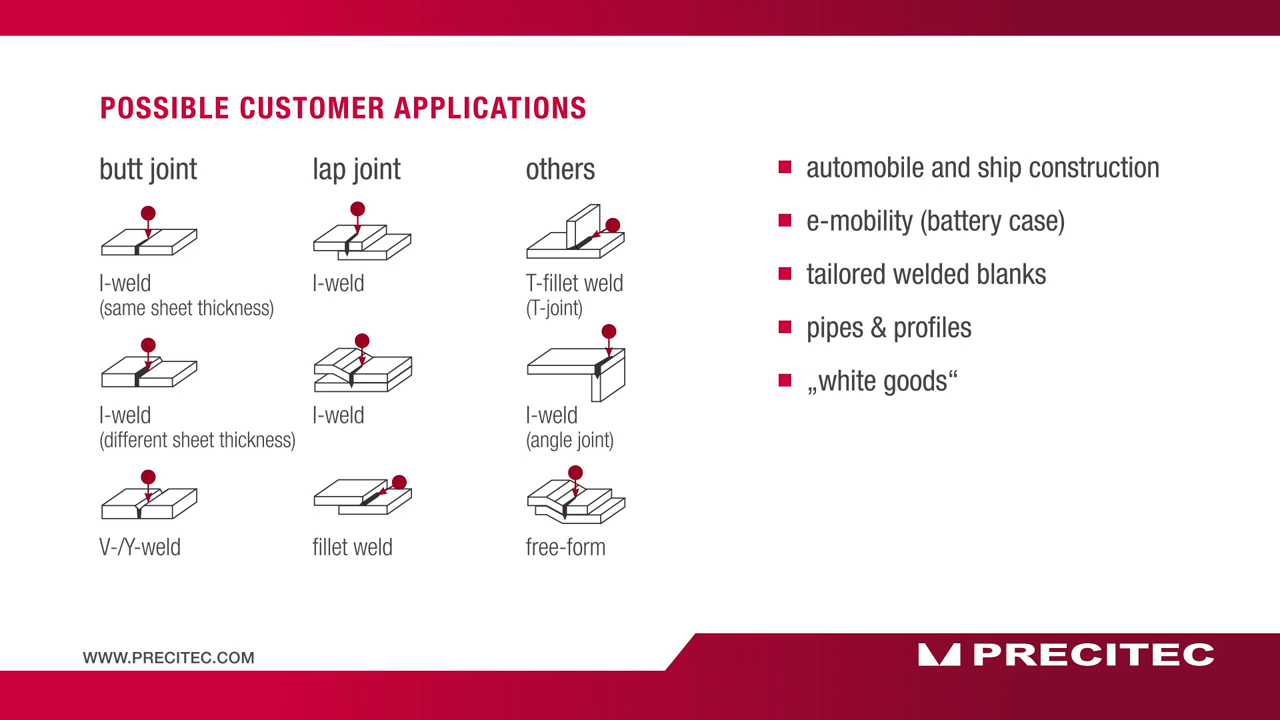 POSSIBLE CUSTOMER APPLICATIONS
butt joint
I-weld
(same sheet thickness)
I-weld
(different sheet thickness)
V-/Y-weld
lap joint
I-weld
I-weld
fillet weld
others
T-fillet weld
(T-joint)
I-weld
(angle joint)
free-form
automobile and ship construction
e-mobility (battery case)
tailored welded blanks
pipes & profiles
„white goods“
WWW.PRECITEC.COM
PRECITEC